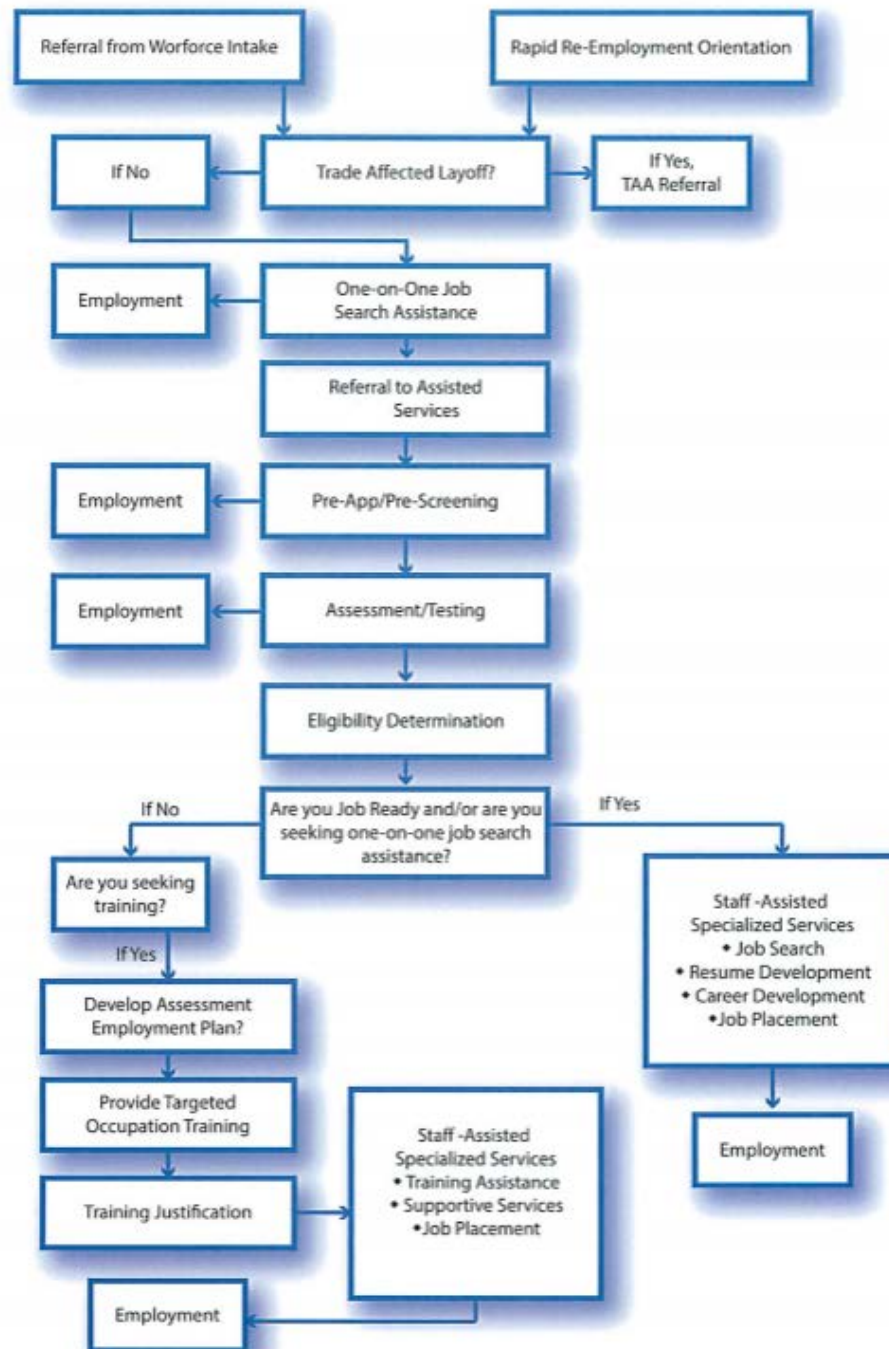 Referral from Worforce Intake
Rapid Re-Employment Orientation
If No
Trade Affected Layoff?
If Yes,
TAA Referral
Employment
One-on-One Job
Search Assistance
Referral to Assisted
Services
Employment
Pre-App/Pre-Screening
Employment
Assessment/Testing
Eligibility Determination
If No
Are you Job Ready and/or are you
seeking one-on-one job search
assistance?
If Yes
Are you seeking
training?
If Yes
Staff -Assisted
Specialized Services
• Job Search
• Resume Development
• Career Development
•Job Placement
Develop Assessment
Employment Plan?
Provide Targeted
Occupation Training
Training Justification
Staff -Assisted
Specialized Services
• Training Assistance
• Supportive Services
•Job Placement
Employment
Employment